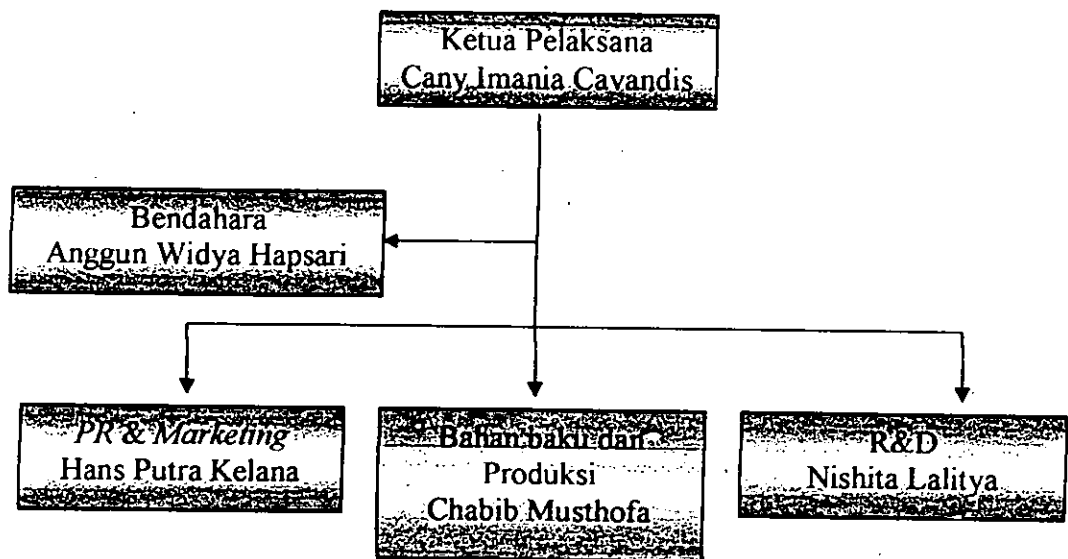 Ketua Pelaksana
Cany Imania Cavandis
Bendahara
Anggun Widya Hapsari
PR & Marketing
Hans Putra Kelana
Bahan baku dan
Produksi
Chabib Musthofa
R&D
Nishita Lalitya